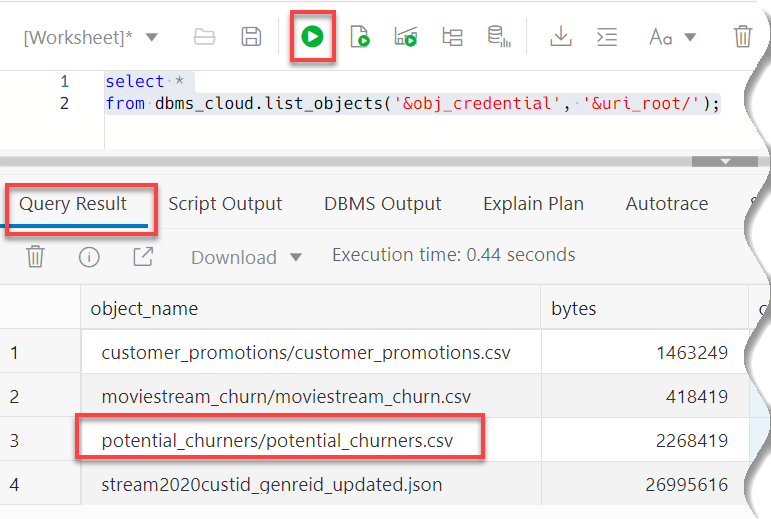 [Worksheet]*
Aa
1 select *
2 from dbms_cloud.list_objects('&obj_credential', '&uri_root/');
Query Result Script Output DBMS Output Explain Plan Autotrace
Download Execution time: 0.44 seconds
object_name bytes
1 customer_promotions/customer_promotions.csv 1463249
2 moviestream_churn/moviestream_churn.csv 418419
3 potential_churners/potential_churners.csv 2268419
4 stream2020custid_genreid_updated.json 26995616